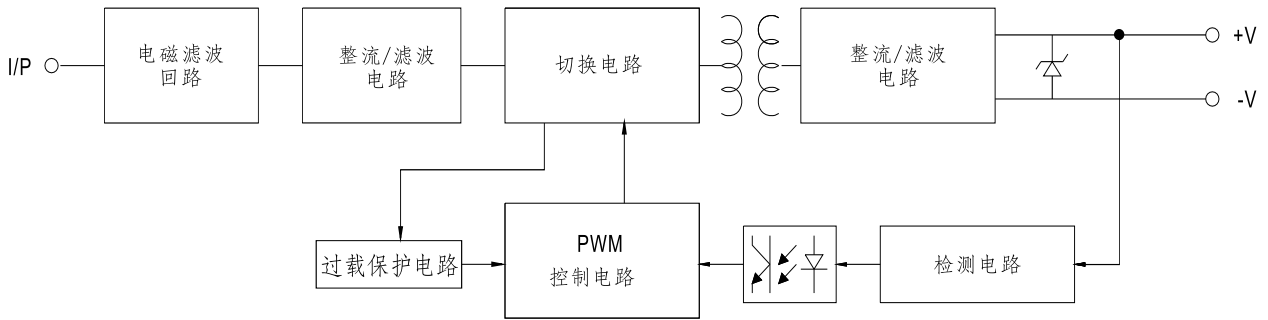 I/P
电磁滤波
回路
整流/滤波
电路
切换电路
整流/滤波
电路
+V
-V
过载保护电路
PWM
控制电路
检测电路